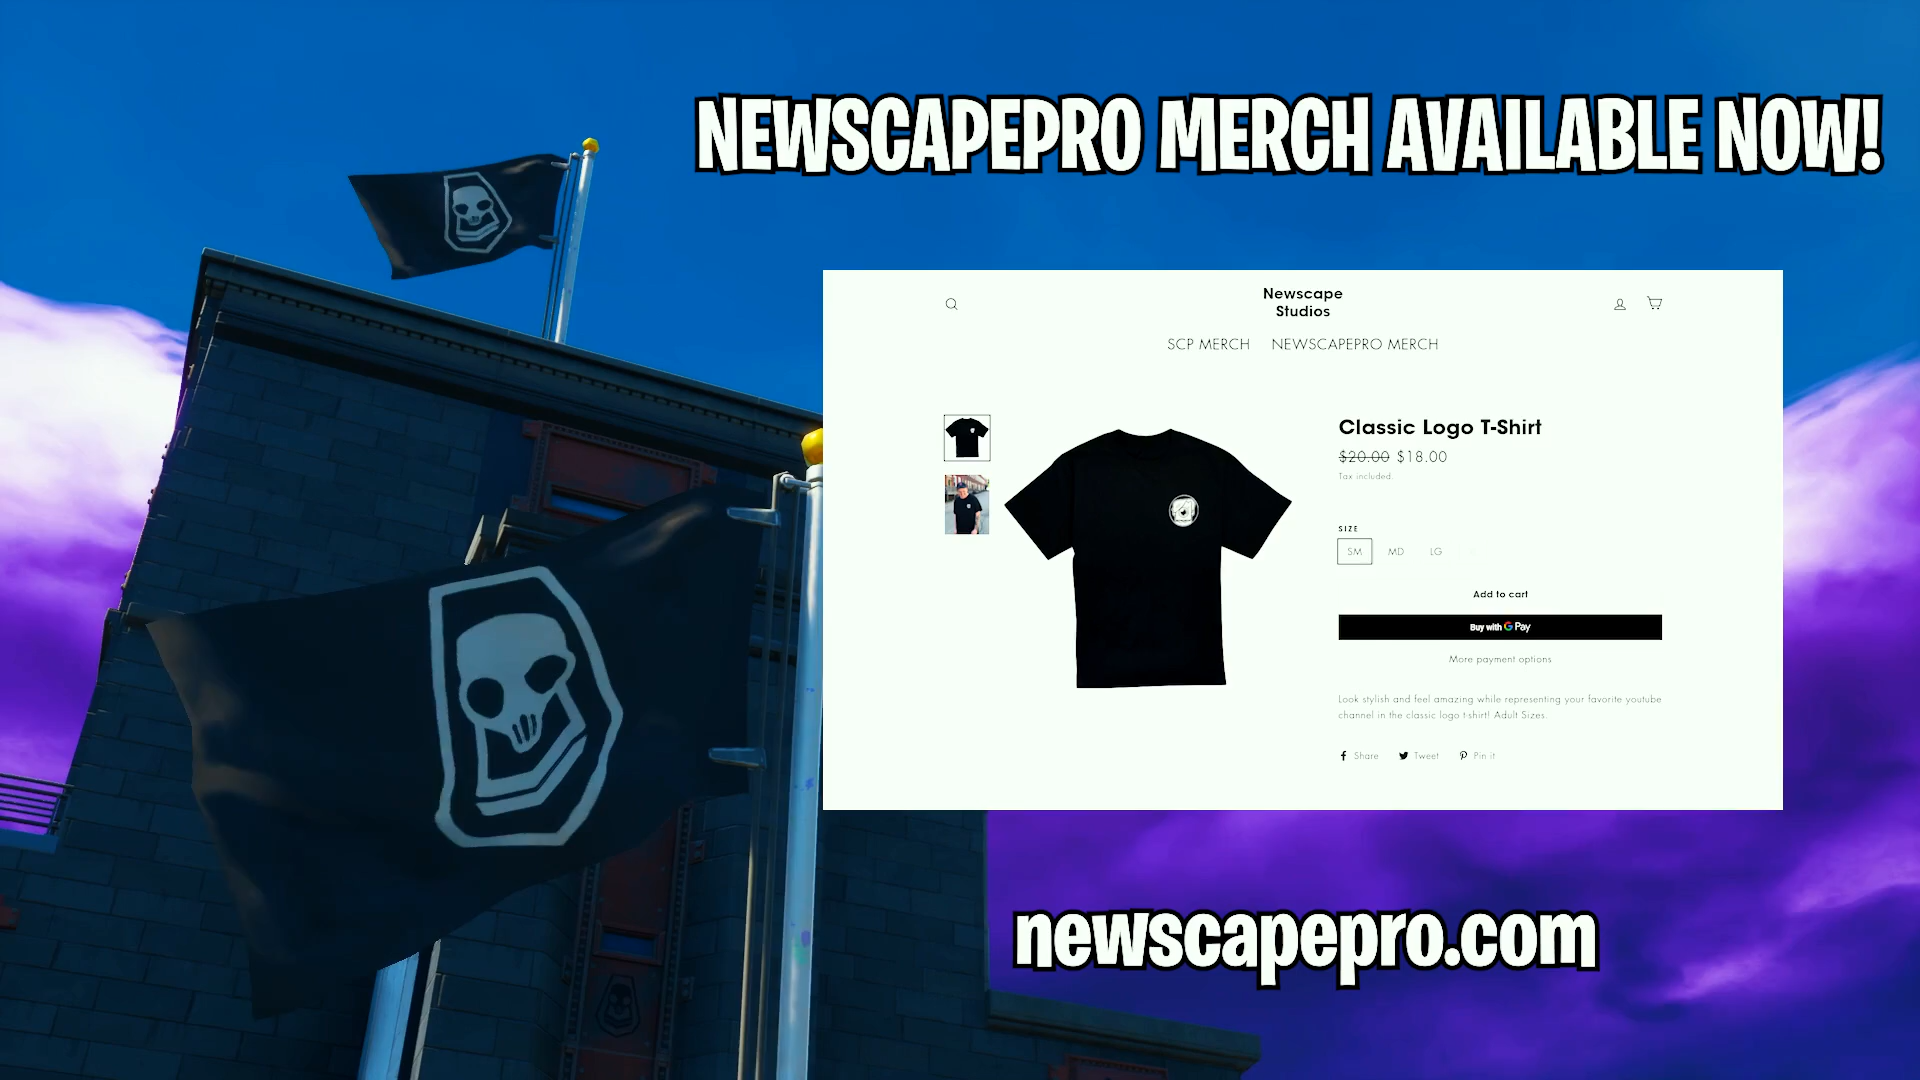 NEWSCAPEPRO MERCH AVAILABLE NOW!
Newscape
Studios
SCP MERCH NEWSCAPEPRO MERCH
Classic Logo T-Shirt
$20.00 $18.00
Tax included.
SIZE
SM MD LG
Add to cart
Buy with G Pay
More payment options
Look stylish and feel amazing while representing your favorite youtube
channel in the classic logo t-shirt! Adult Sizes.
Share Tweet Pin it
newscapepro.com